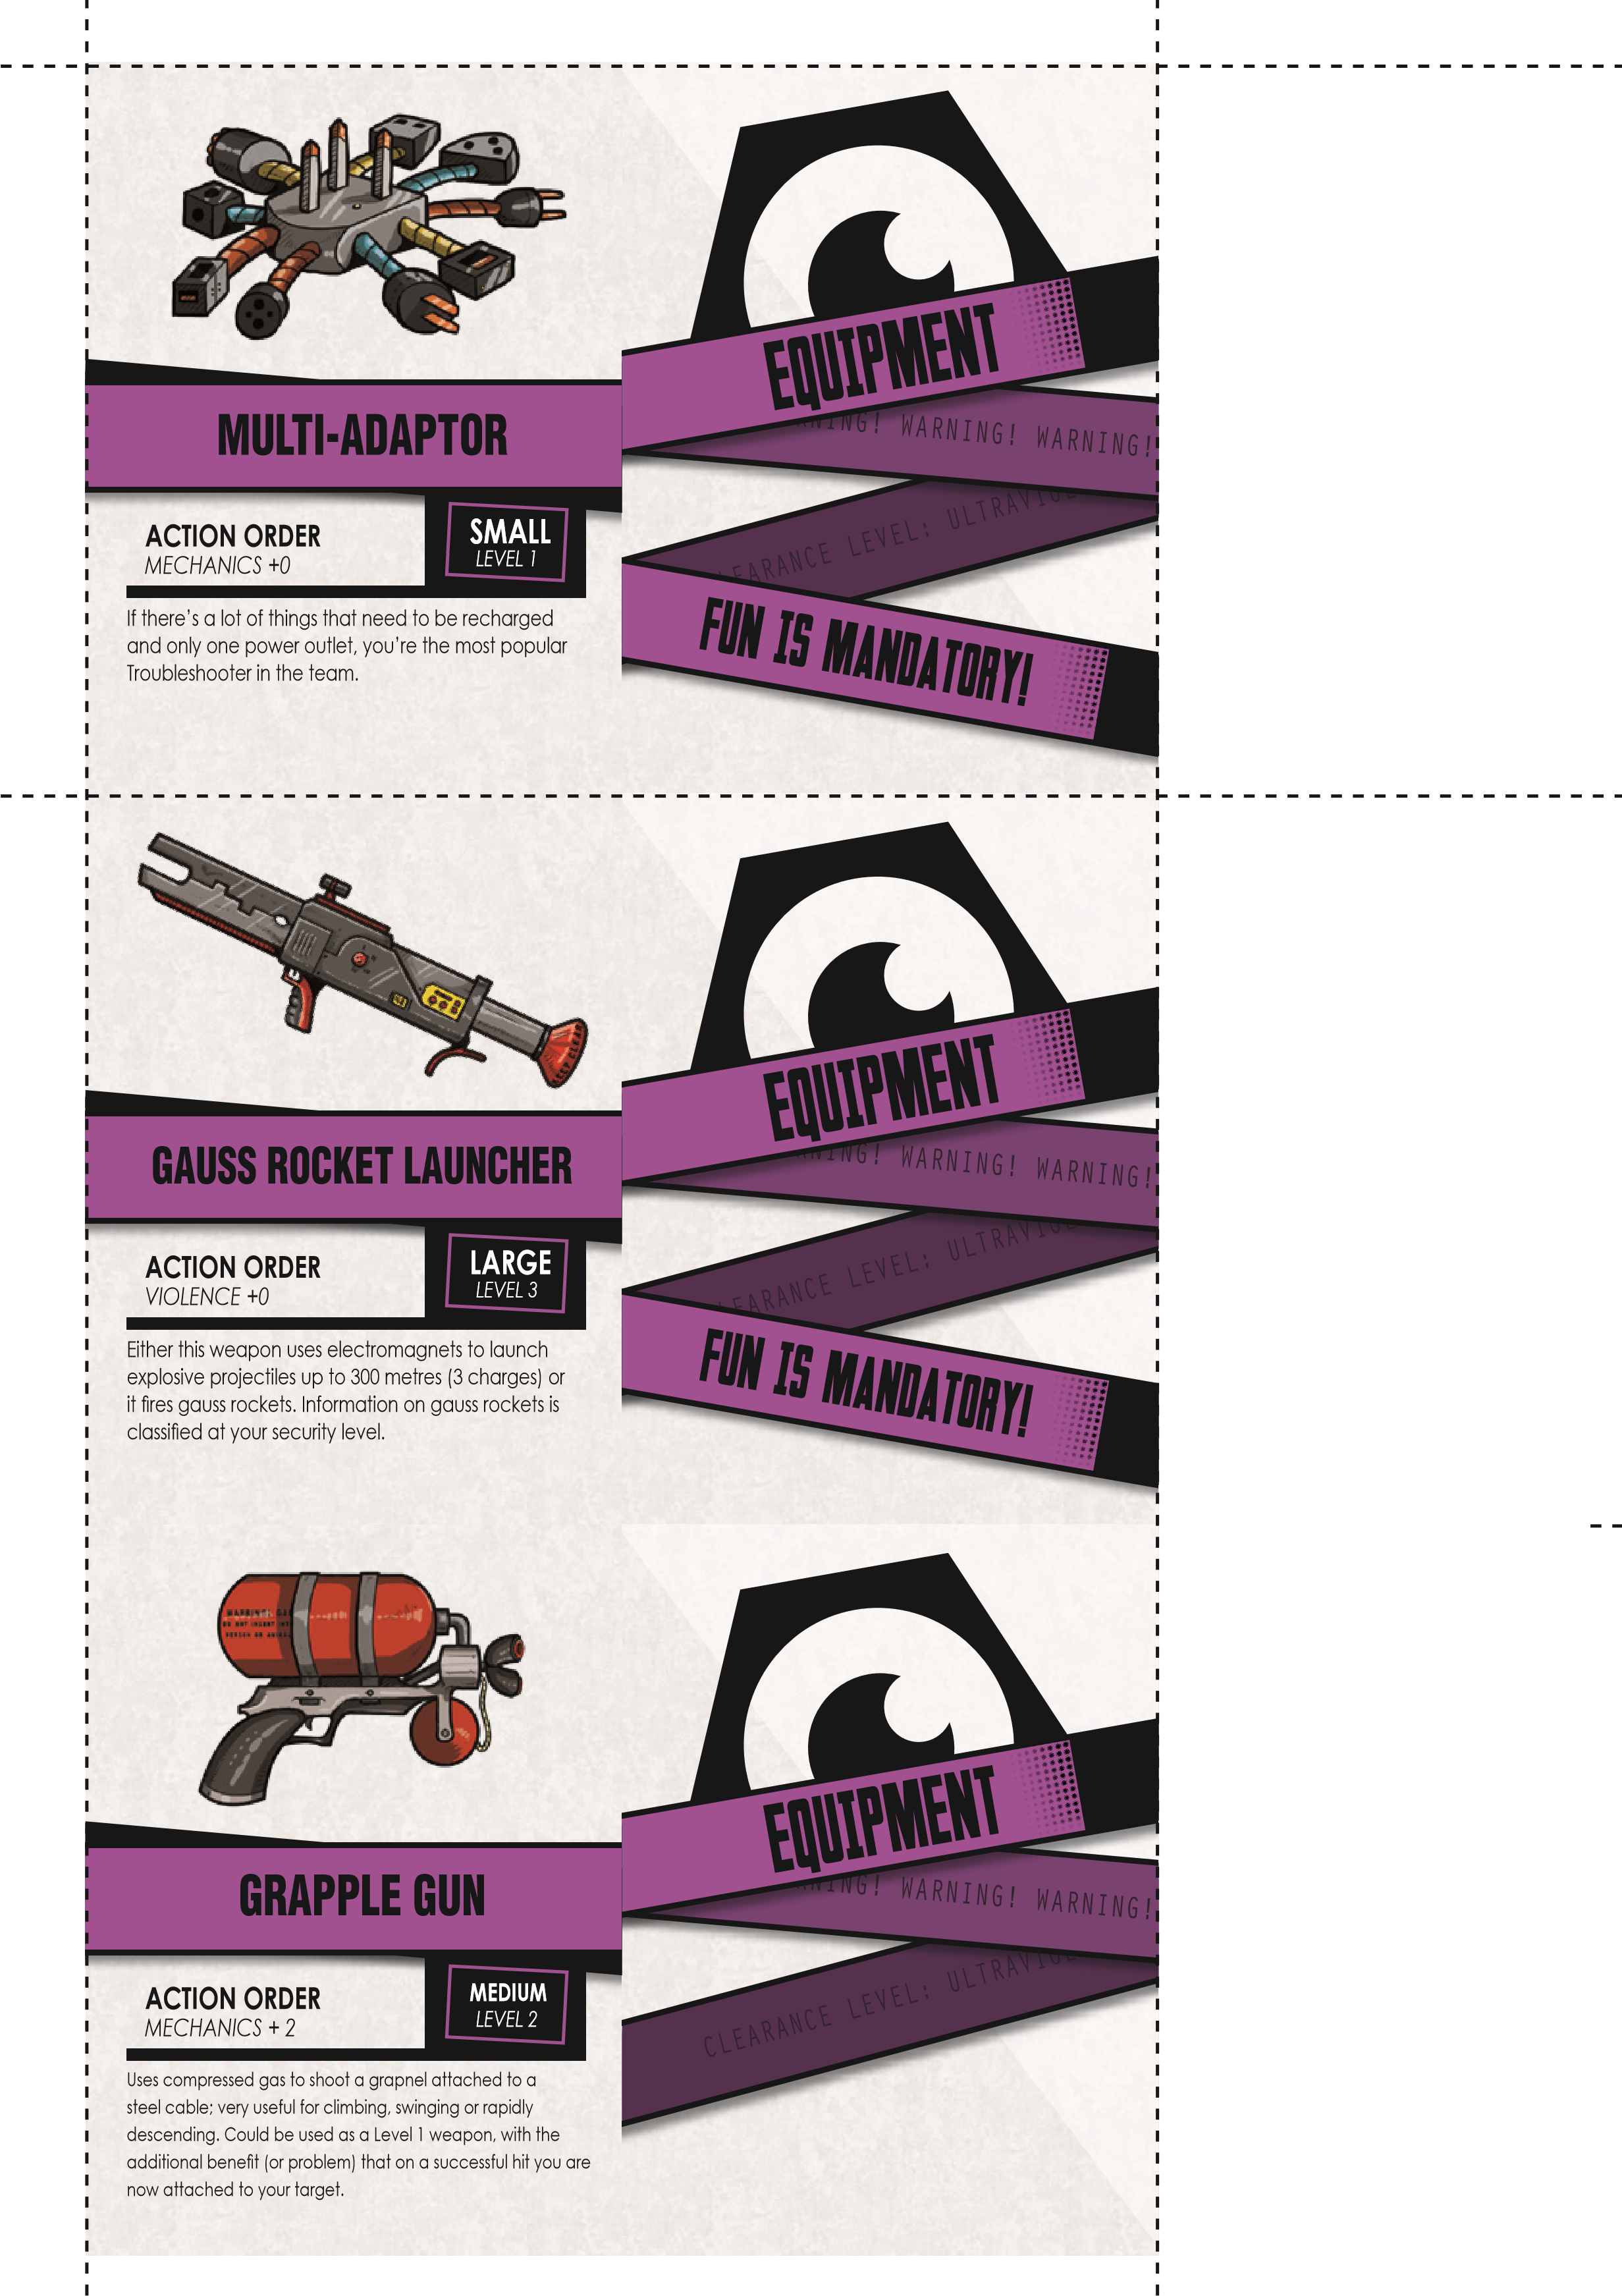 MULTI-ADAPTOR
ACTION ORDER
MECHANICS +0
SMALL
LEVEL 1
If there's a lot of things that need to be recharged
and only one power outlet, you're the most popular
Troubleshooter in the team.
EQUIPMENT
WARNING! WARNING!
LEVEL:
FUN IS MANDATORY!
GAUSS ROCKET LAUNCHER
ACTION ORDER
VIOLENCE +0
LARGE
LEVEL 3
Either this weapon uses electromagnets to launch
explosive projectiles up to 300 metres (3 charges) or
it fires gauss rockets. Information on gauss rockets is
classified at your security level.
EQUIPMENT
WARNING! WARNING!
LEVEL:
FUN IS MANDATORY!
GRAPPLE GUN
ACTION ORDER
MECHANICS + 2
MEDIUM
LEVEL 2
Uses compressed gas to shoot a grapnel attached to a
steel cable; very useful for climbing, swinging or rapidly
descending. Could be used as a Level 1 weapon, with the
additional benefit (or problem) that on a successful hit you are
now attached to your target.
EQUIPMENT
WARNING! WARNING!
CLEARANCE LEVEL: